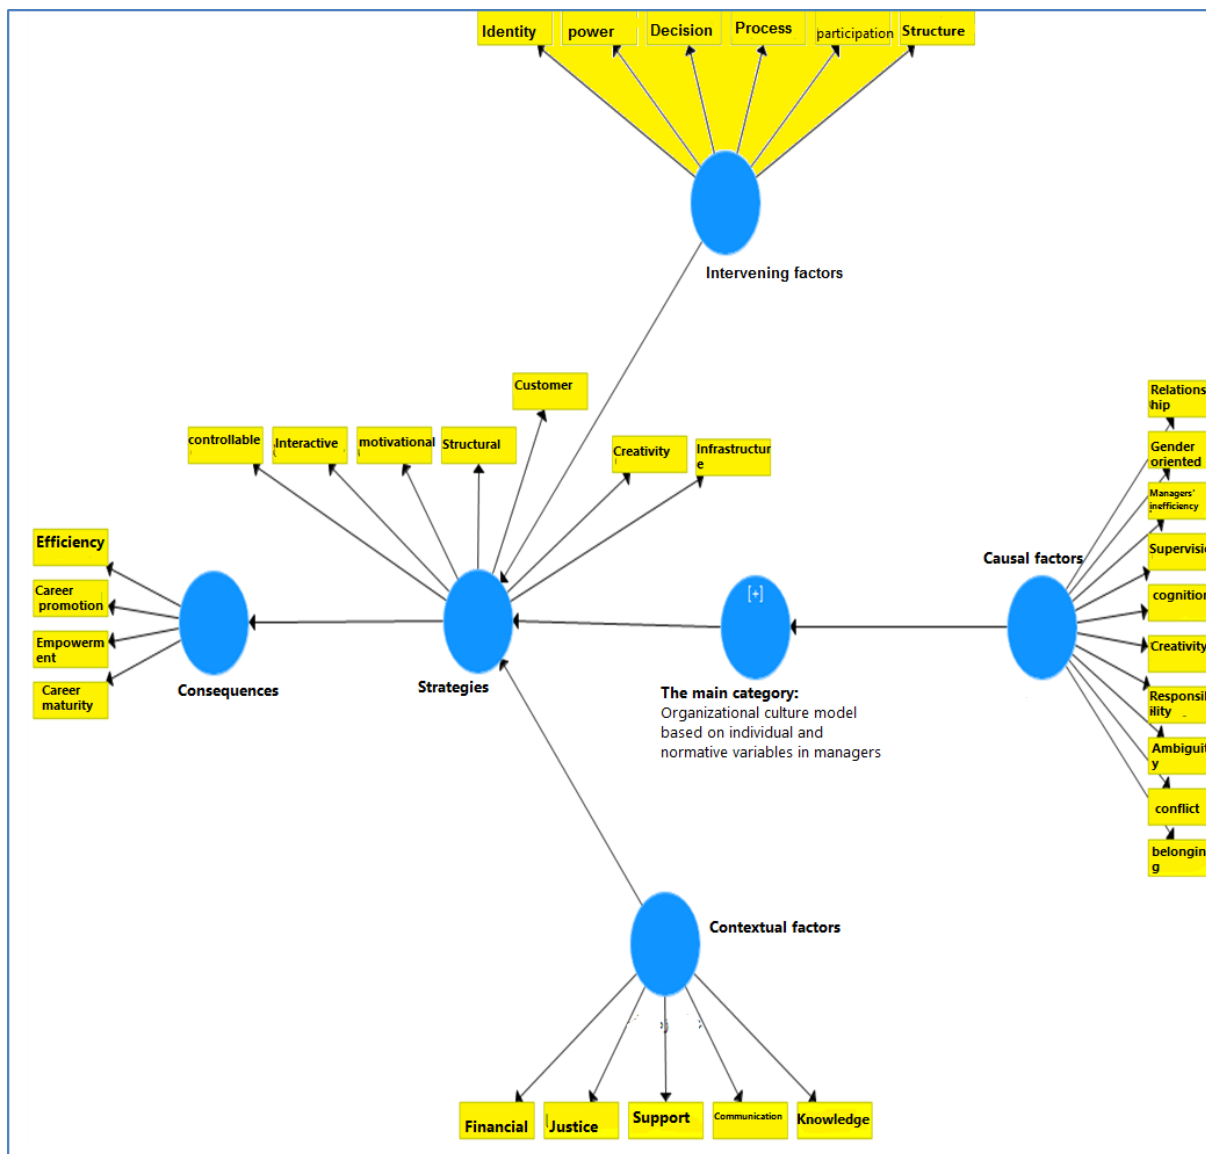 Identity
power
Decision
Process
participation
Structure
Intervening factors
Customer
controllable
Interactive
motivational
Structural
Creativity
Infrastructur
e
Relations
hip
Gender
oriented
Managers'
inefficiency
Supervisio
cognition
Creativity
Responsi
ility
Ambiguit
y
conflict
belongin
g
Causal factors
[+]
The main category:
Organizational culture model
based on individual and
normative variables in managers
Strategies
Efficiency
Career
promotion
Empowerm
ent
Career
maturity
Consequences
Contextual factors
Financial
Justice
Support
Communication
Knowledge